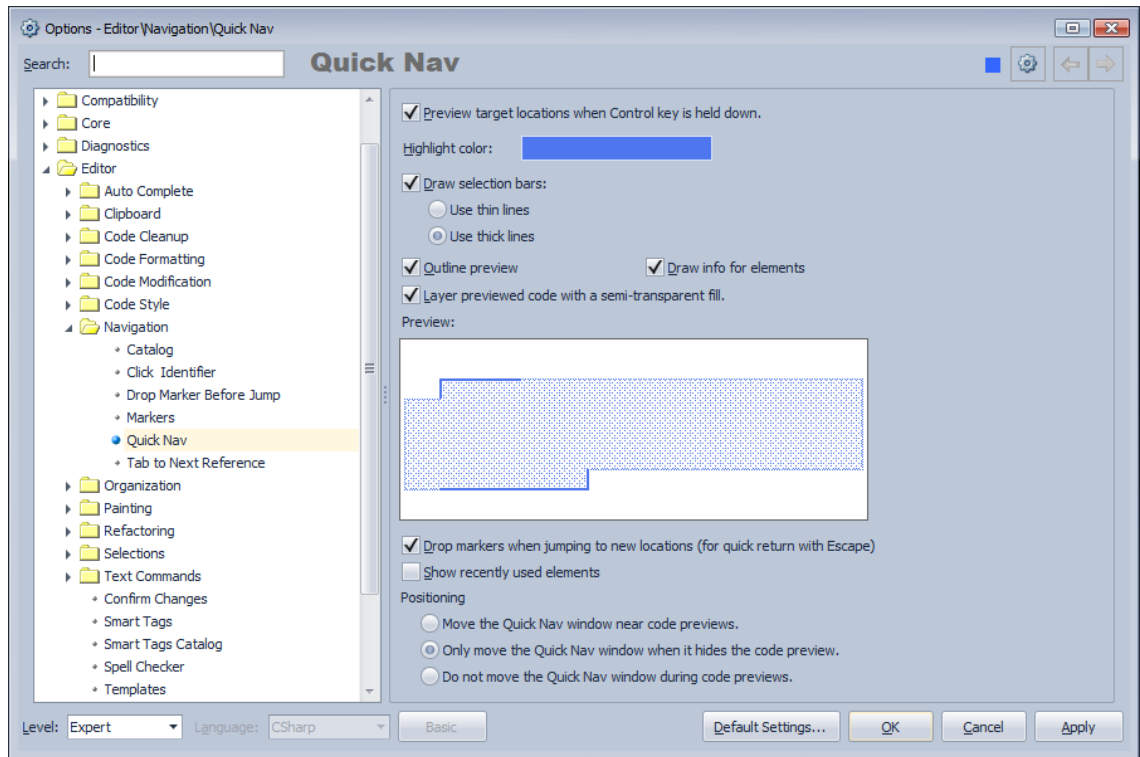 Options - Editor\Navigation\Quick Nav
Search:
Quick Nav
Compatibility
Core
Diagnostics
Editor
Auto Complete
Clipboard
Code Cleanup
Code Formatting
Code Modification
Code Style
Navigation
Catalog
Click Identifier
Drop Marker Before Jump
Markers
Quick Nav
Tab to Next Reference
Organization
Painting
Refactoring
Selections
Text Commands
Confirm Changes
Smart Tags
Smart Tags Catalog
Spell Checker
Templates
Preview target locations when Control key is held down.
Highlight color:
Draw selection bars:
Use thin lines
Use thick lines
Outline preview Draw info for elements
Layer previewed code with a semi-transparent fill.
Preview:
Drop markers when jumping to new locations (for quick return with Escape)
Show recently used elements
Positioning
Move the Quick Nav window near code previews.
Only move the Quick Nav window when it hides the code preview.
Do not move the Quick Nav window during code previews.
Level: Expert Language: CSharp Basic Default Settings... OK Cancel Apply